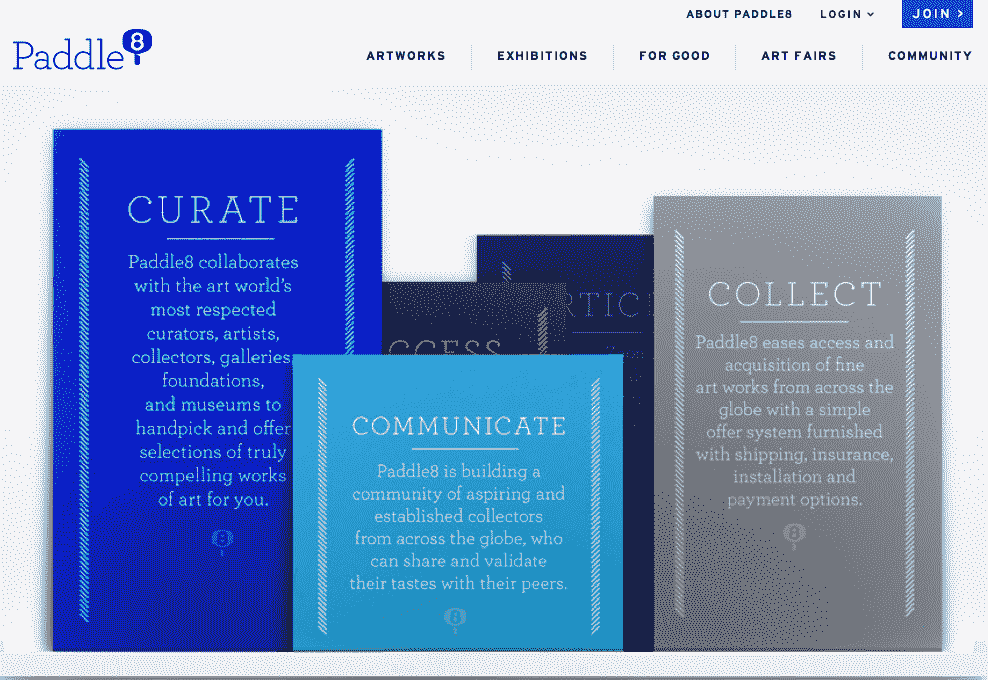 ABOUT PADDLE8 LOGIN JOIN
Paddle8
ARTWORKS EXHIBITIONS FOR GOOD ART FAIRS COMMUNITY
CURATE
Paddle8 collaborates
with the art world's
most respected
curators, artists,
collectors, galleries,
foundations,
and museums to
handpick and offer
selections of truly
compelling works
of art for you.
8
CCESS
RTIC
COMMUNICATE
Paddle8 is building a
community of aspiring and
established collectors
from across the globe, who
can share and validate
their tastes with their peers.
8
COLLECT
Paddle8 eases access and
acquisition of fine
art works from across the
globe with a simple
offer system furnished
with shipping, insurance,
installation and
payment options.
8